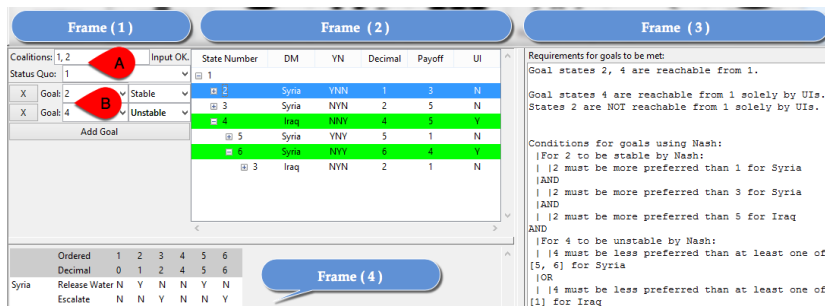 Frame ( 1 )
Frame ( 2 )
Frame ( 3 )
Coalitions: 1, 2 Input OK.
A
Status Quo: 1
X Goal: 2 Stable
B
X Goal: 4 Unstable
Add Goal
State Number DM YN Decimal Payoff UI
1
2 Syria YNN 1 3 N
3 Syria NYN 2 5 N
4 Iraq NNY 4 5 Y
5 Syria YNY 5 1 N
6 Syria NYY 6 4 Y
3 Iraq NYN 2 1 N
Requirements for goals to be met:
Goal states 2, 4 are reachable from 1.
Goal states 4 are reachable from 1 solely by UIs.
States 2 are NOT reachable from 1 solely by UIs.
Conditions for goals using Nash:
|For 2 to be stable by Nash:
| |2 must be more preferred than 1 for Syria
|AND
| |2 must be more preferred than 3 for Syria
|AND
| |2 must be more preferred than 5 for Iraq
AND
|For 4 to be unstable by Nash:
| |4 must be less preferred than at least one of
[5, 6] for Syria
|OR
| |4 must be less preferred than at least one of
[1] for Iraq
Ordered 1 2 3 4 5 6
Decimal 0 1 2 4 5 6
Syria Release Water N Y N N Y N
Escalate N N Y N N Y
Frame ( 4 )